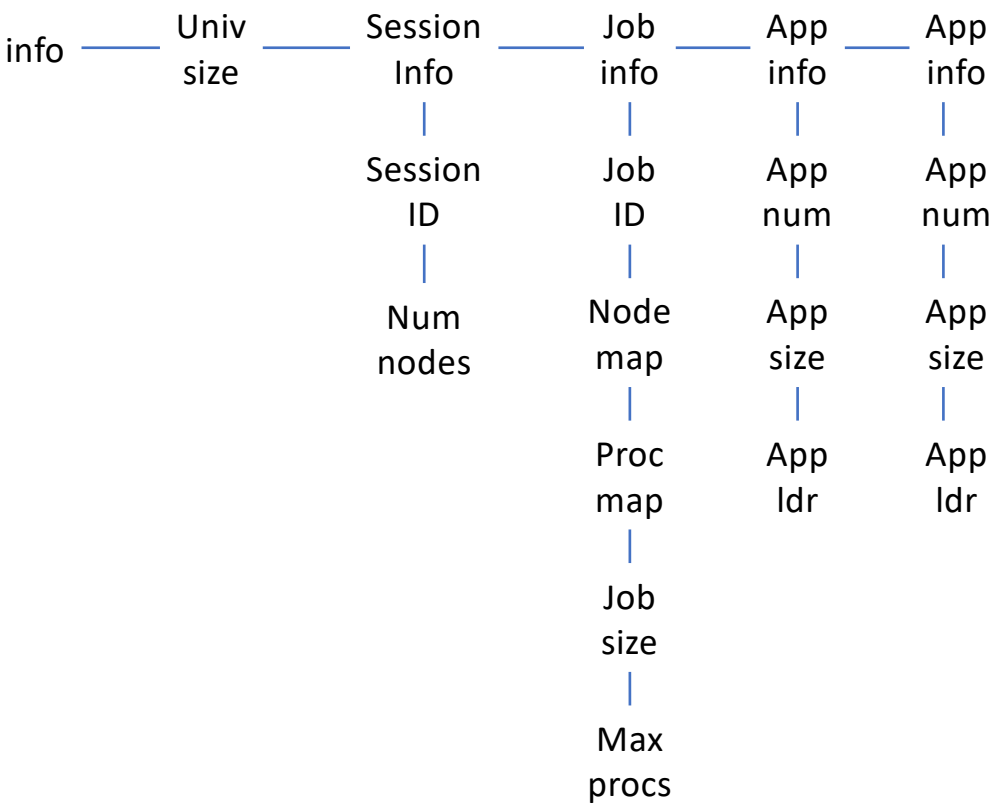 info
Univ
size
Session
Info
Job
info
App
info
App
info
Session
ID
Job
ID
App
num
App
num
Num
nodes
Node
map
App
size
App
size
Proc
map
App
ldr
App
ldr
Job
size
Max
procs